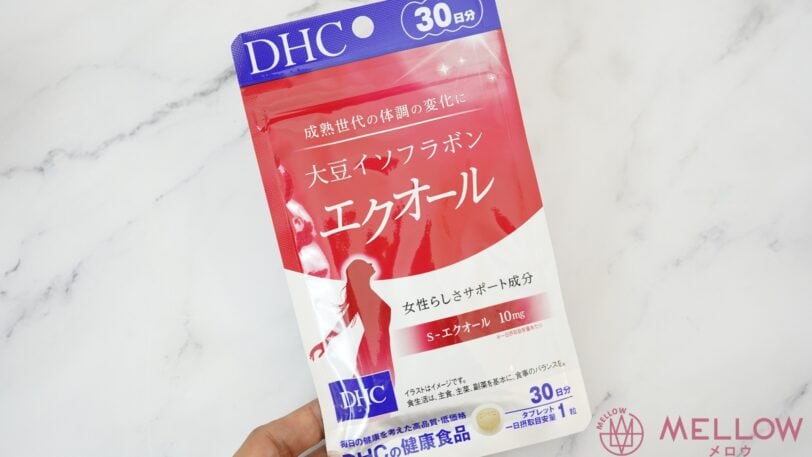 DHC
30日分
成熟世代の体調の変化に
大豆イソフラボン
エクオール
女性らしさサポート成分
S-エクオール 10mg
イラストはイメージです。
食生活は、主食、主菜、副菜を基本に、食事のバランスを。
DHC
毎日の健康を考えた高品質・低価格
DHCの健康食品
30日分
タブレット
一日摂取目安量 1粒
MELLOW
MELLOW
メロウ